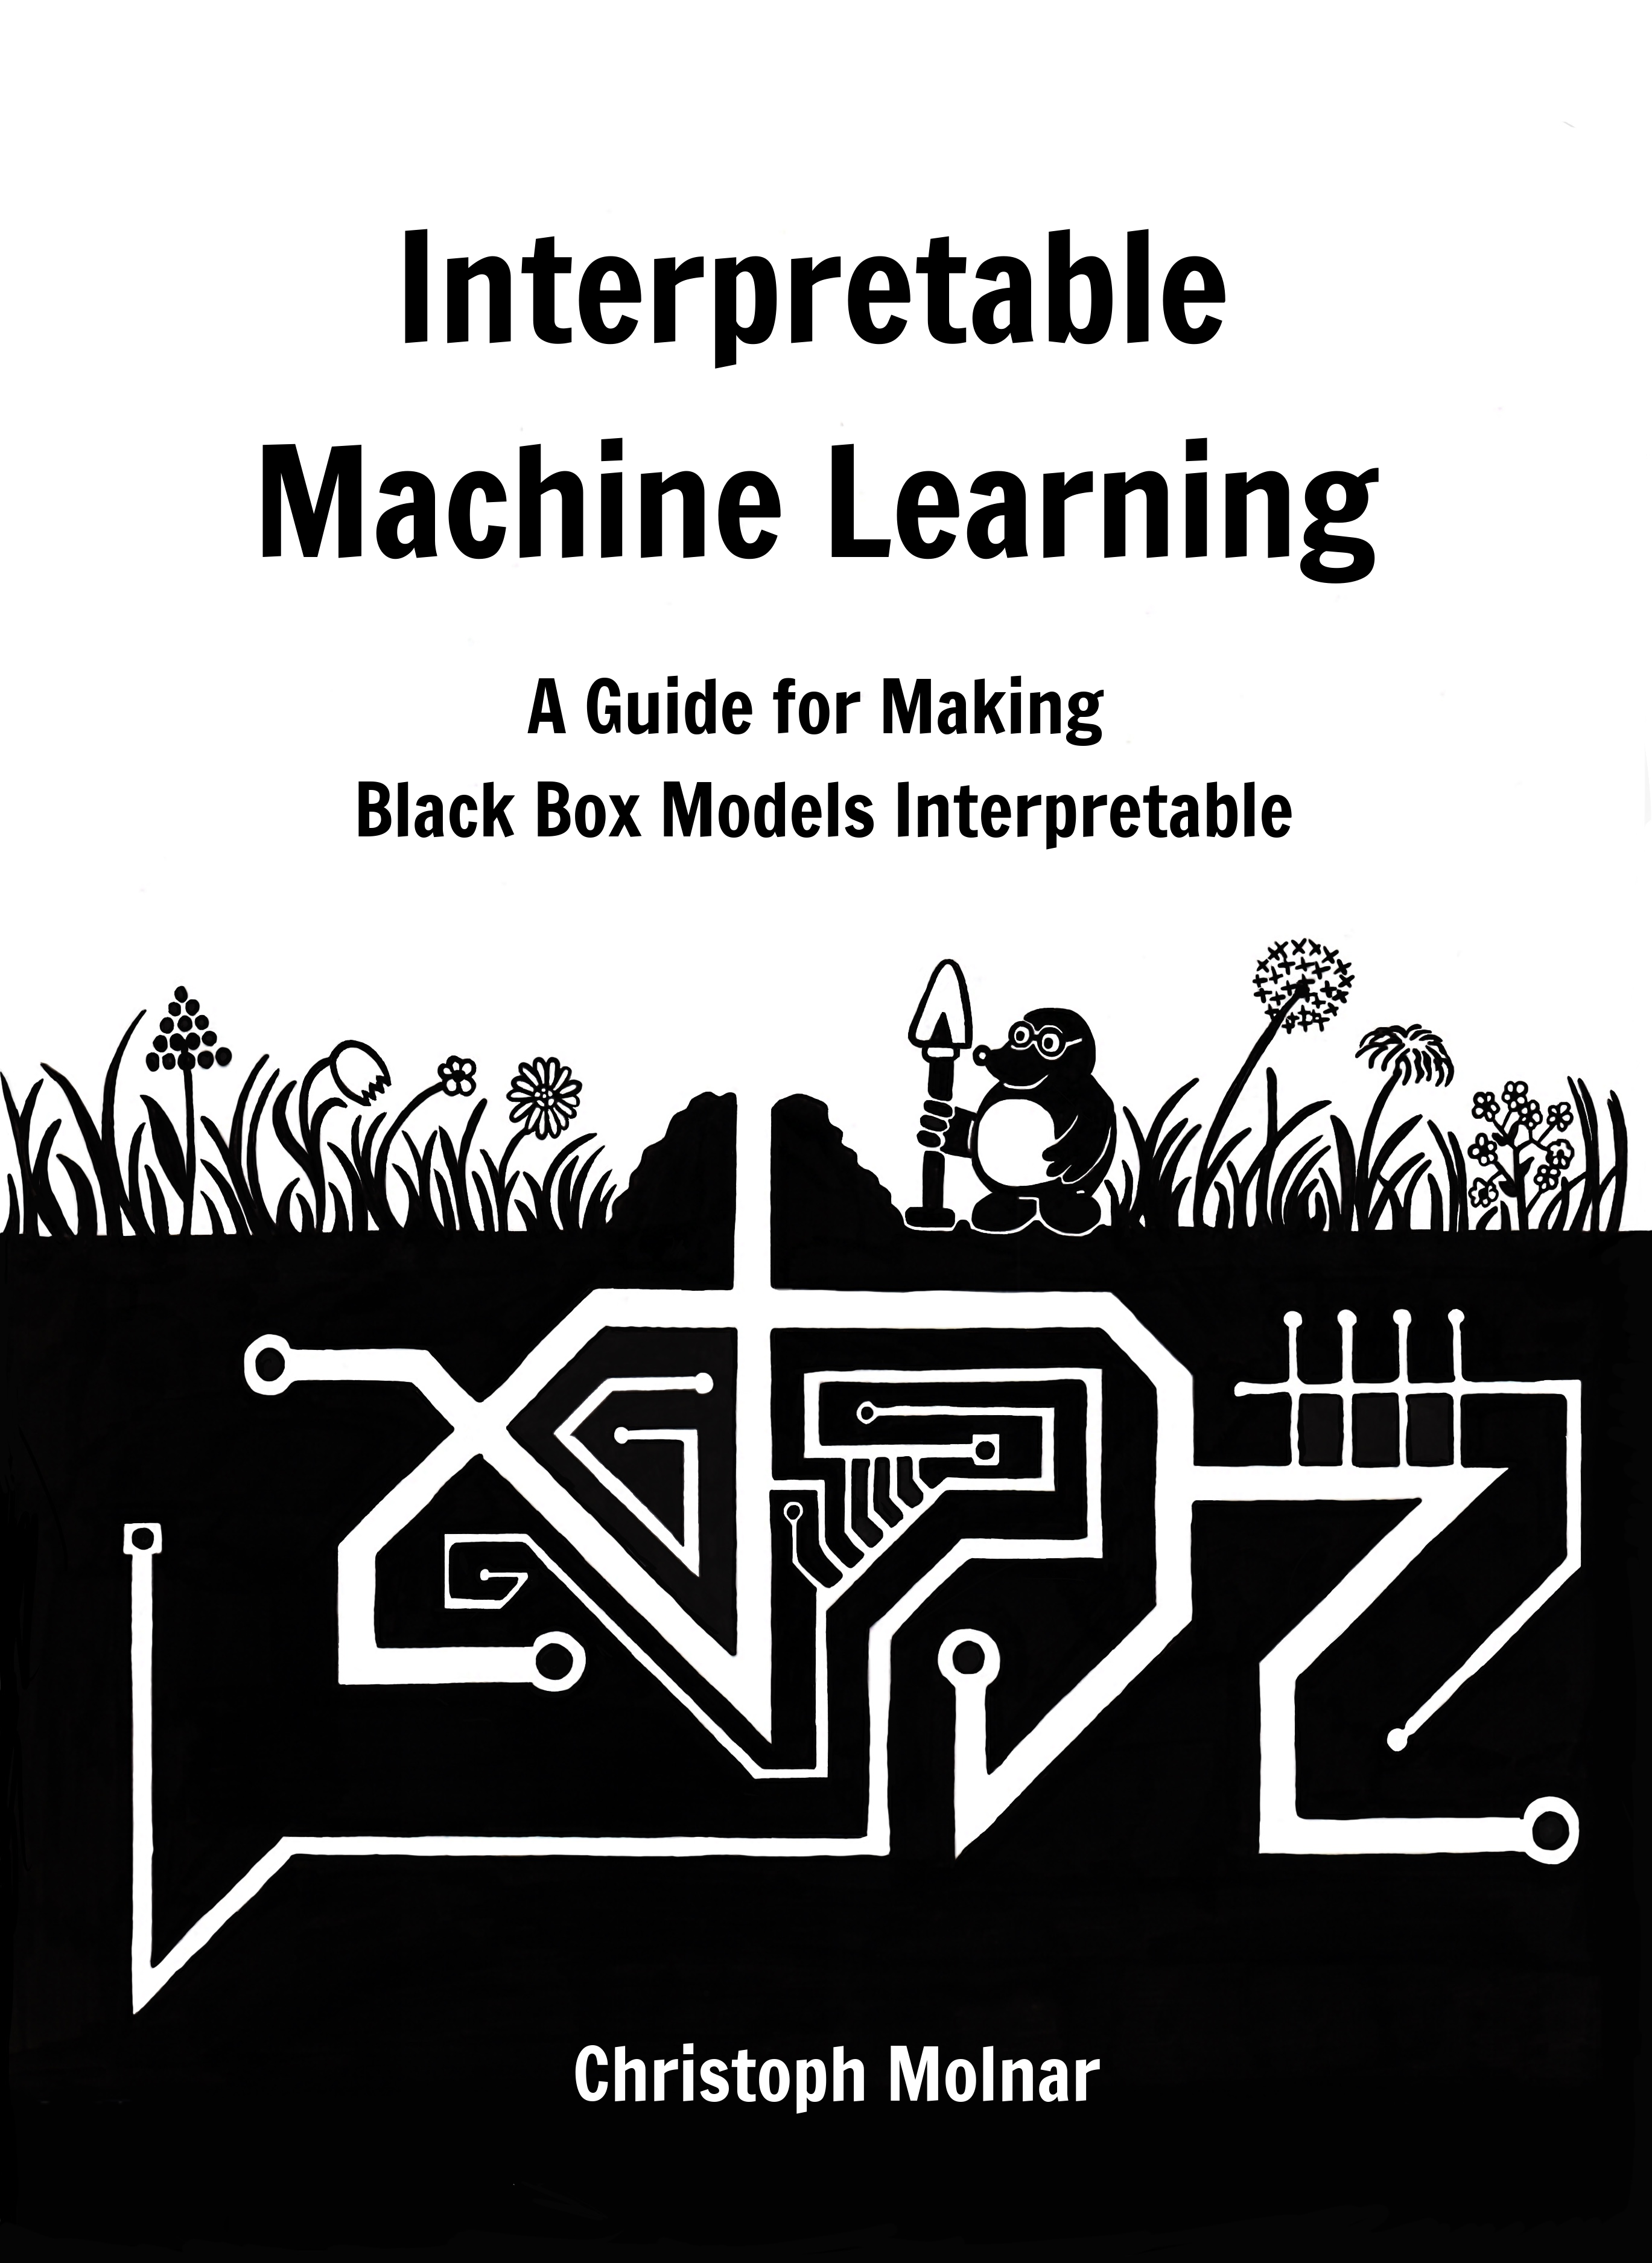 Interpretable
Machine Learning
A Guide for Making
Black Box Models Interpretable
Christoph Molnar